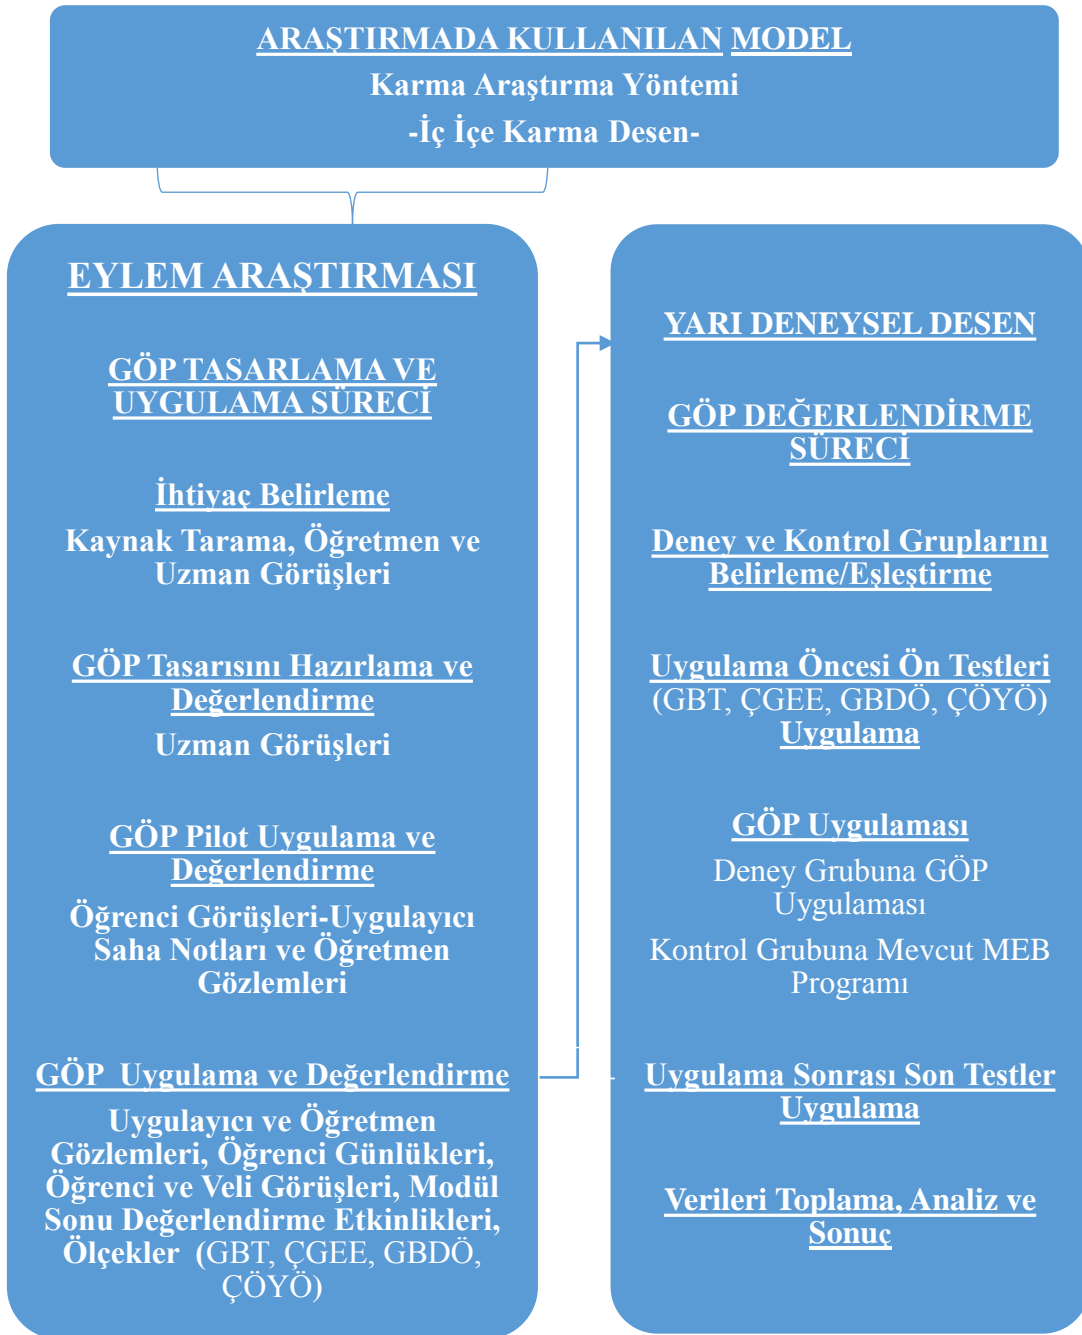 ARAŞTIRMADA KULLANILAN MODEL
Karma Araştırma Yöntemi
-İç İçe Karma Desen-
EYLEM ARAŞTIRMASI
GÖP TASARLAMA VE
UYGULAMA SÜRECİ
İhtiyaç Belirleme
Kaynak Tarama, Öğretmen ve
Uzman Görüşleri
GÖP Tasarısını Hazırlama ve
Değerlendirme
Uzman Görüşleri
GÖP Pilot Uygulama ve
Değerlendirme
Öğrenci Görüşleri-Uygulayıcı
Saha Notları ve Öğretmen
Gözlemleri
GÖP Uygulama ve Değerlendirme
Uygulayıcı ve Öğretmen
Gözlemleri, Öğrenci Günlükleri,
Öğrenci ve Veli Görüşleri, Modül
Sonu Değerlendirme Etkinlikleri,
Ölçekler (GBT, ÇGEE, GBDÖ,
ÇÖYÖ)
YARI DENEYSEL DESEN
GÖP DEĞERLENDİRME
SÜRECİ
Deney ve Kontrol Gruplarını
Belirleme/Eşleştirme
Uygulama Öncesi Ön Testleri
(GBT, ÇGEE, GBDÖ, ÇÖYÖ)
Uygulama
GÖP Uygulaması
Deney Grubuna GÖP
Uygulaması
Kontrol Grubuna Mevcut MEB
Programı
Uygulama Sonrası Son Testler
Uygulama
Verileri Toplama, Analiz ve
Sonuç